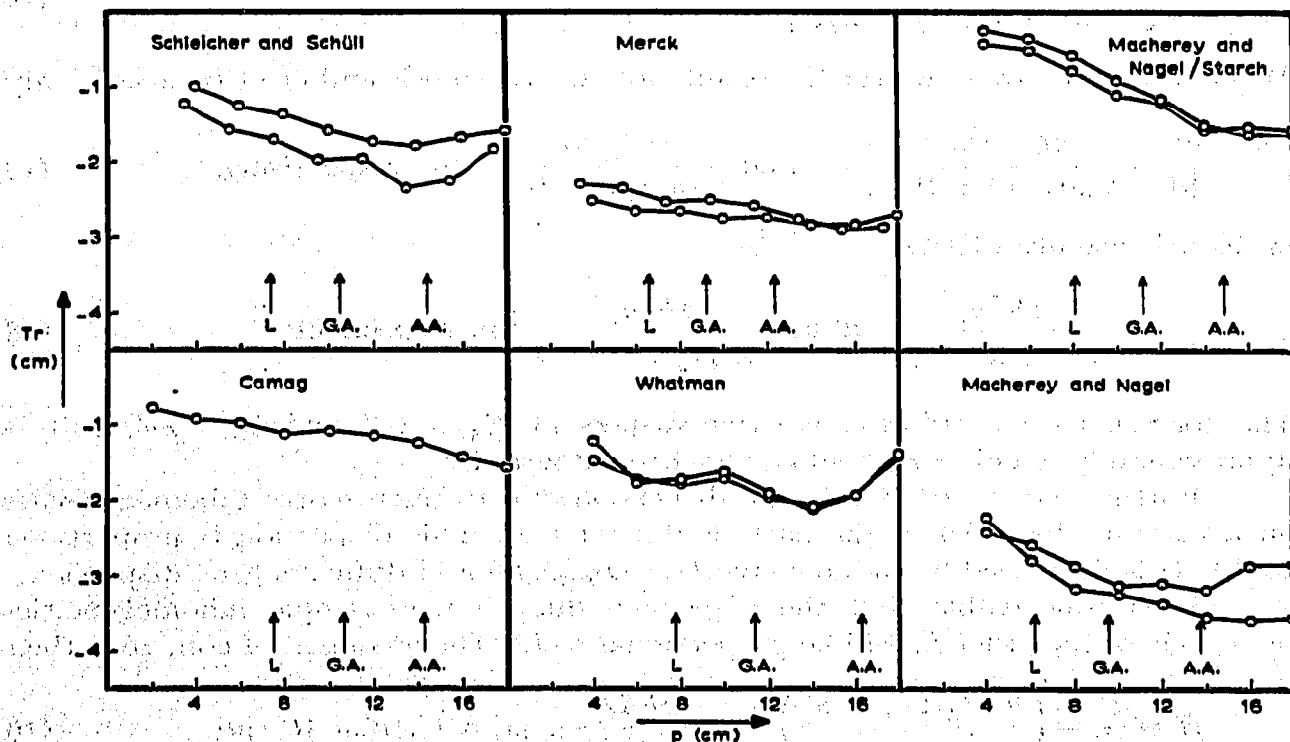 Schleicher and Schüll
Merck
Macherey and
Nagel/Starch
-1
-2
-3
-4
Tr
(cm)
L G.A. A.A.
L G.A. A.A.
L G.A. A.A.
Camag
Whatman
Macherey and Nagel
-1
-2
-3
-4
L G.A. A.A.
L G.A. A.A.
L G.A. A.A.
4 8 12 16
4 8 12 16
4 8 12 16
p (cm)